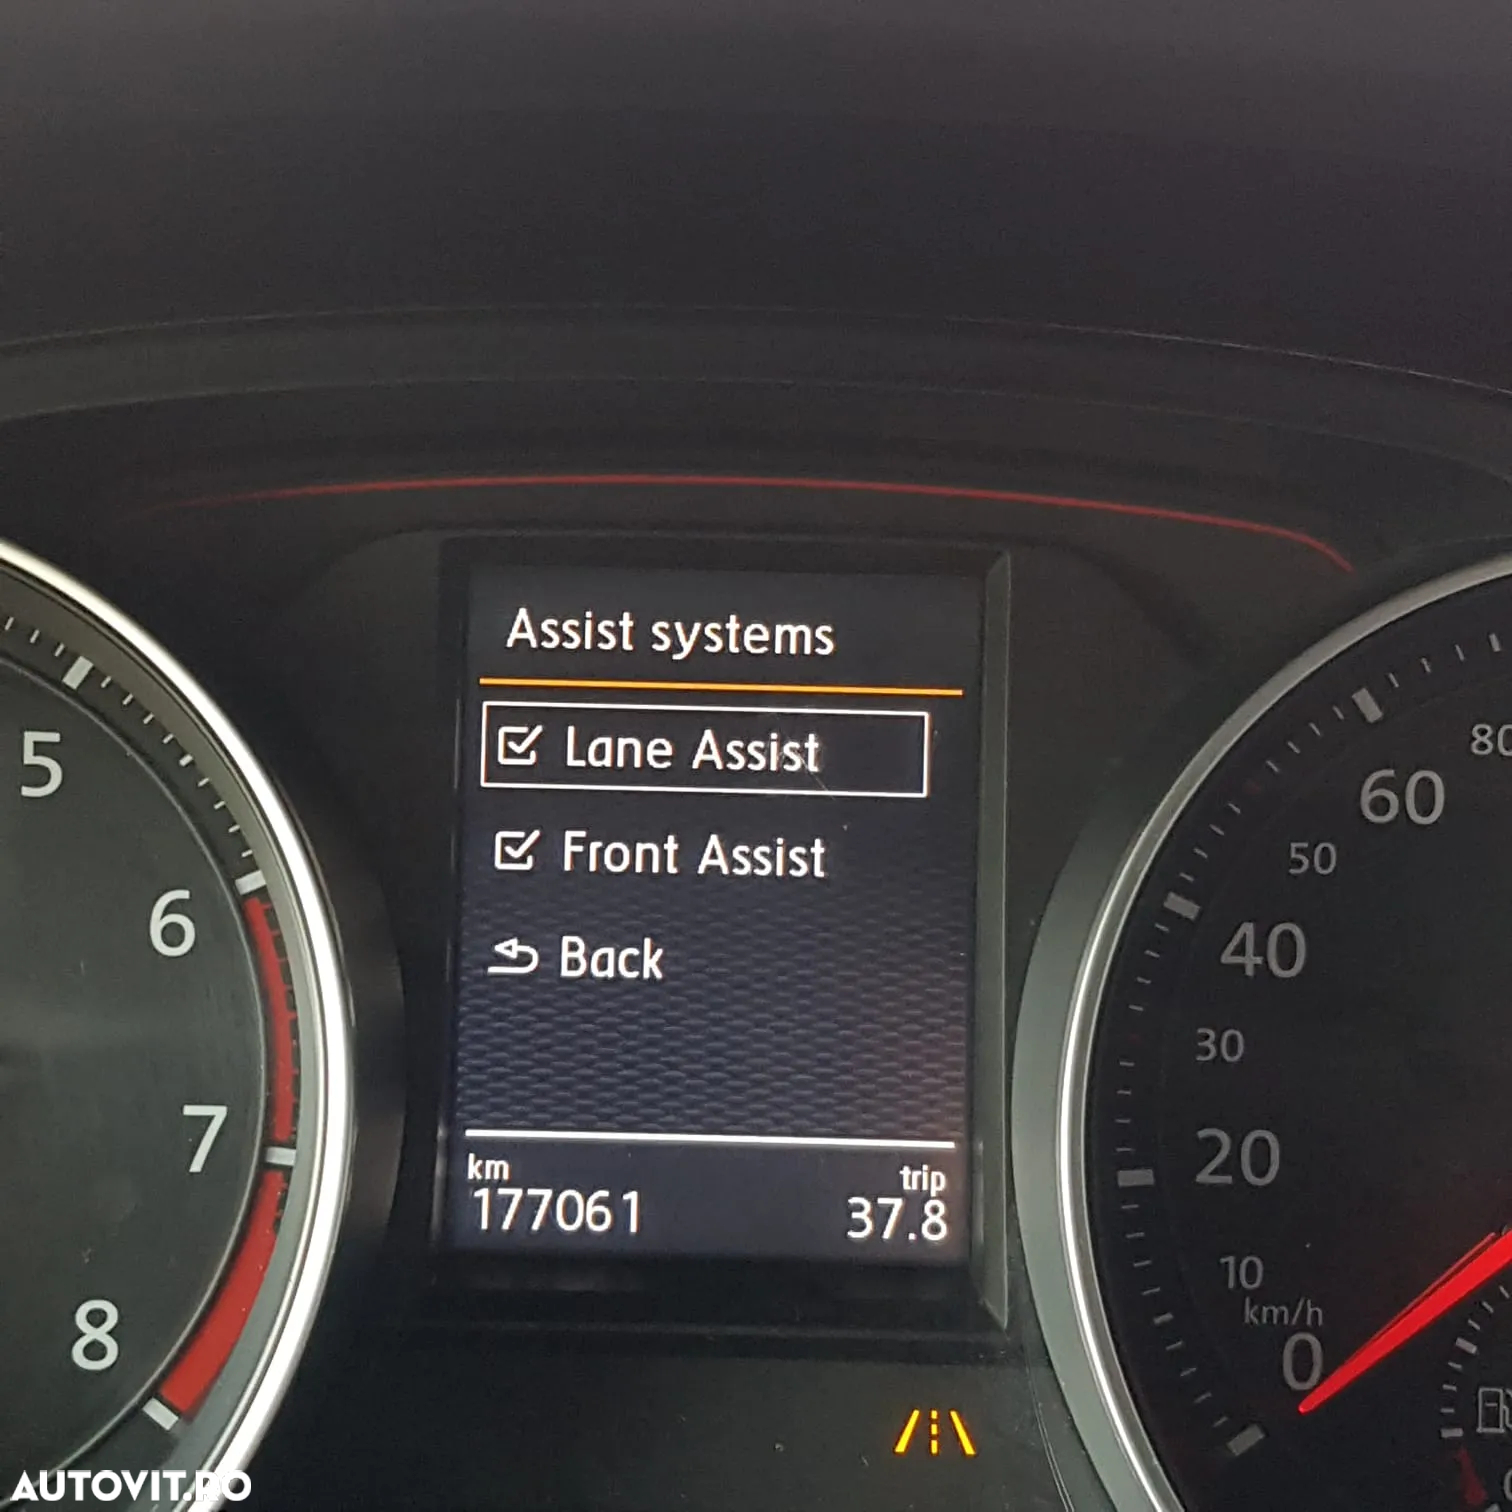 Assist systems
Lane Assist
Front Assist
Back
km
177061
trip
37.8
5
6
7
8
80
60
50
40
30
20
10
km/h
0
AUTOVIT.RO